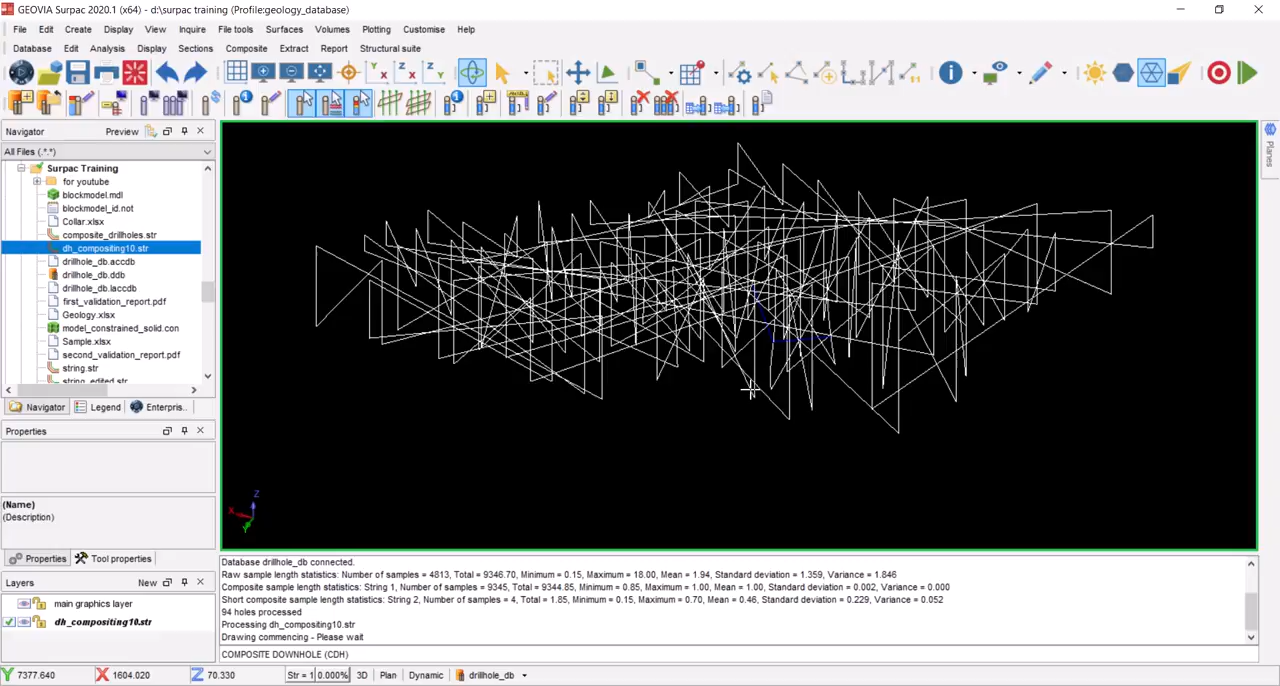 GEOVIA Surpac 2020.1 (x64) - d:\surpac training (Profile:geology_database)
File Edit Create Display View Inquire File tools Surfaces Volumes Plotting Customise Help
Database Edit Analysis Display Sections Composite Extract Report Structural suite
Navigator Preview
All Files (.*.*)
Surpac Training
for youtube
blockmodel.mdl
blockmodel_id.not
Collar.xlsx
composite_drillholes.str
dh_compositing10.str
drillhole_db.accdb
drillhole_db.ddb
drillhole_db.laccdb
first_validation_report.pdf
Geology.xlsx
model_constrained_solid.con
Sample.xlsx
second_validation_report.pdf
string.str
string_edited.str
Navigator Legend Enterpris..
Properties
(Name)
(Description)
Properties Tool properties
Layers New
main graphics layer
dh_compositing10.str
Planes
Z
X
Y
Database drillhole_db connected.
Raw sample length statistics: Number of samples = 4813, Total = 9346.70, Minimum = 0.15, Maximum = 18.00, Mean = 1.94, Standard deviation = 1.359, Variance = 1.846
Composite sample length statistics: String 1, Number of samples = 9345, Total = 9344.85, Minimum = 0.85, Maximum = 1.00, Mean = 1.00, Standard deviation = 0.002, Variance = 0.000
Short composite sample length statistics: String 2, Number of samples = 4, Total = 1.85, Minimum = 0.15, Maximum = 0.70, Mean = 0.46, Standard deviation = 0.229, Variance = 0.052
94 holes processed
Processing dh_compositing10.str
Drawing commencing - Please wait
COMPOSITE DOWNHOLE (CDH)
Y 7377.640 X 1604.020 Z 70.330 Str = 1 0.000% 3D Plan Dynamic drillhole_db